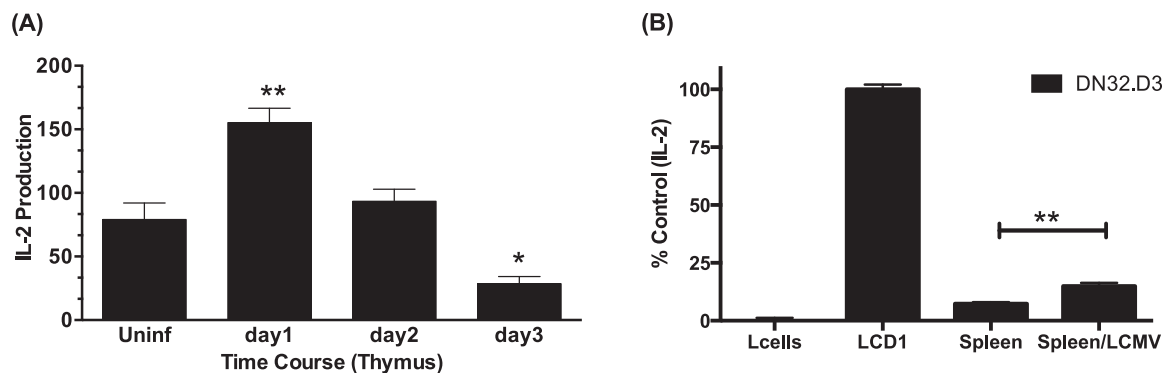 (A)
IL-2 Production
200
150
100
50
0
**
*
Uninf day1 day2 day3
Time Course (Thymus)
(B)
% Control (IL-2)
100
75
50
25
0
DN32.D3
**
Lcells LCD1 Spleen Spleen/LCMV